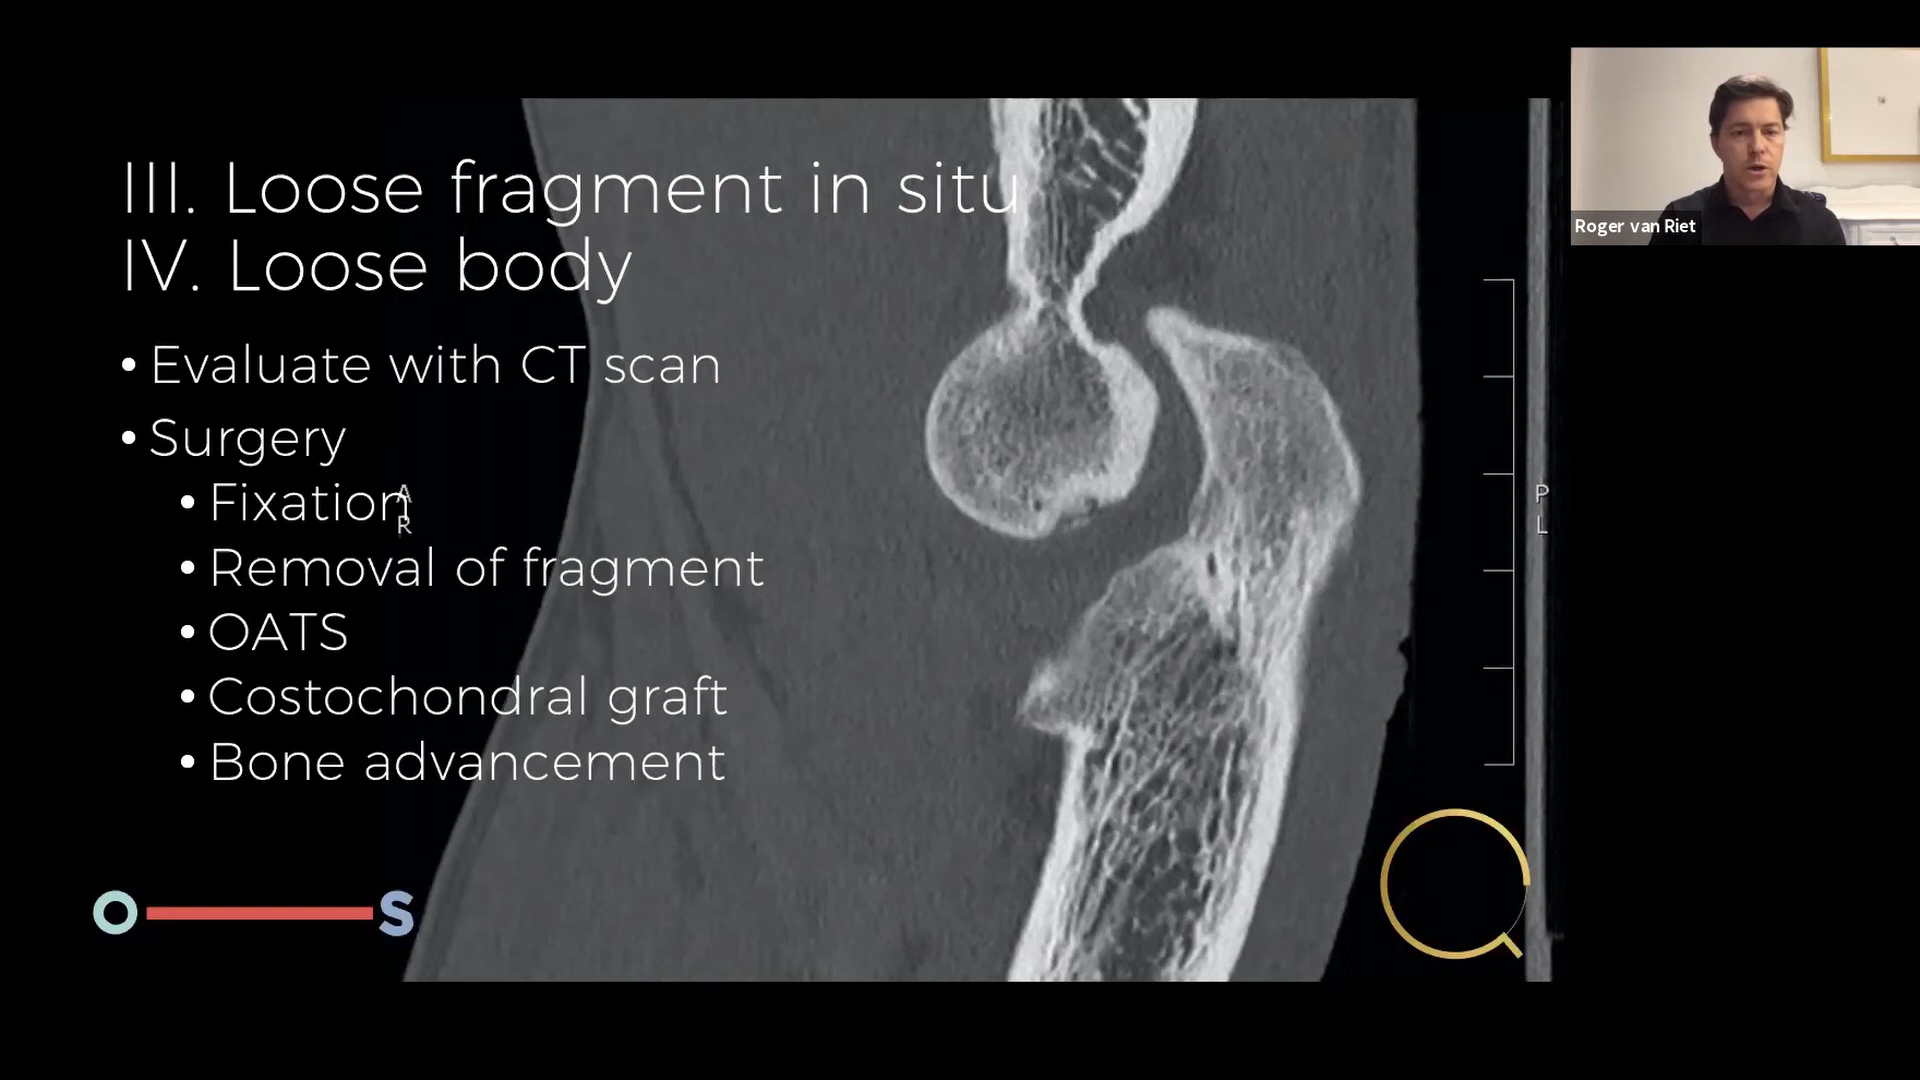 III. Loose fragment in situ
IV. Loose body
• Evaluate with CT scan
• Surgery
• Fixation
• Removal of fragment
• OATS
• Costochondral graft
• Bone advancement
A
R
P
L
O S
Roger van Riet